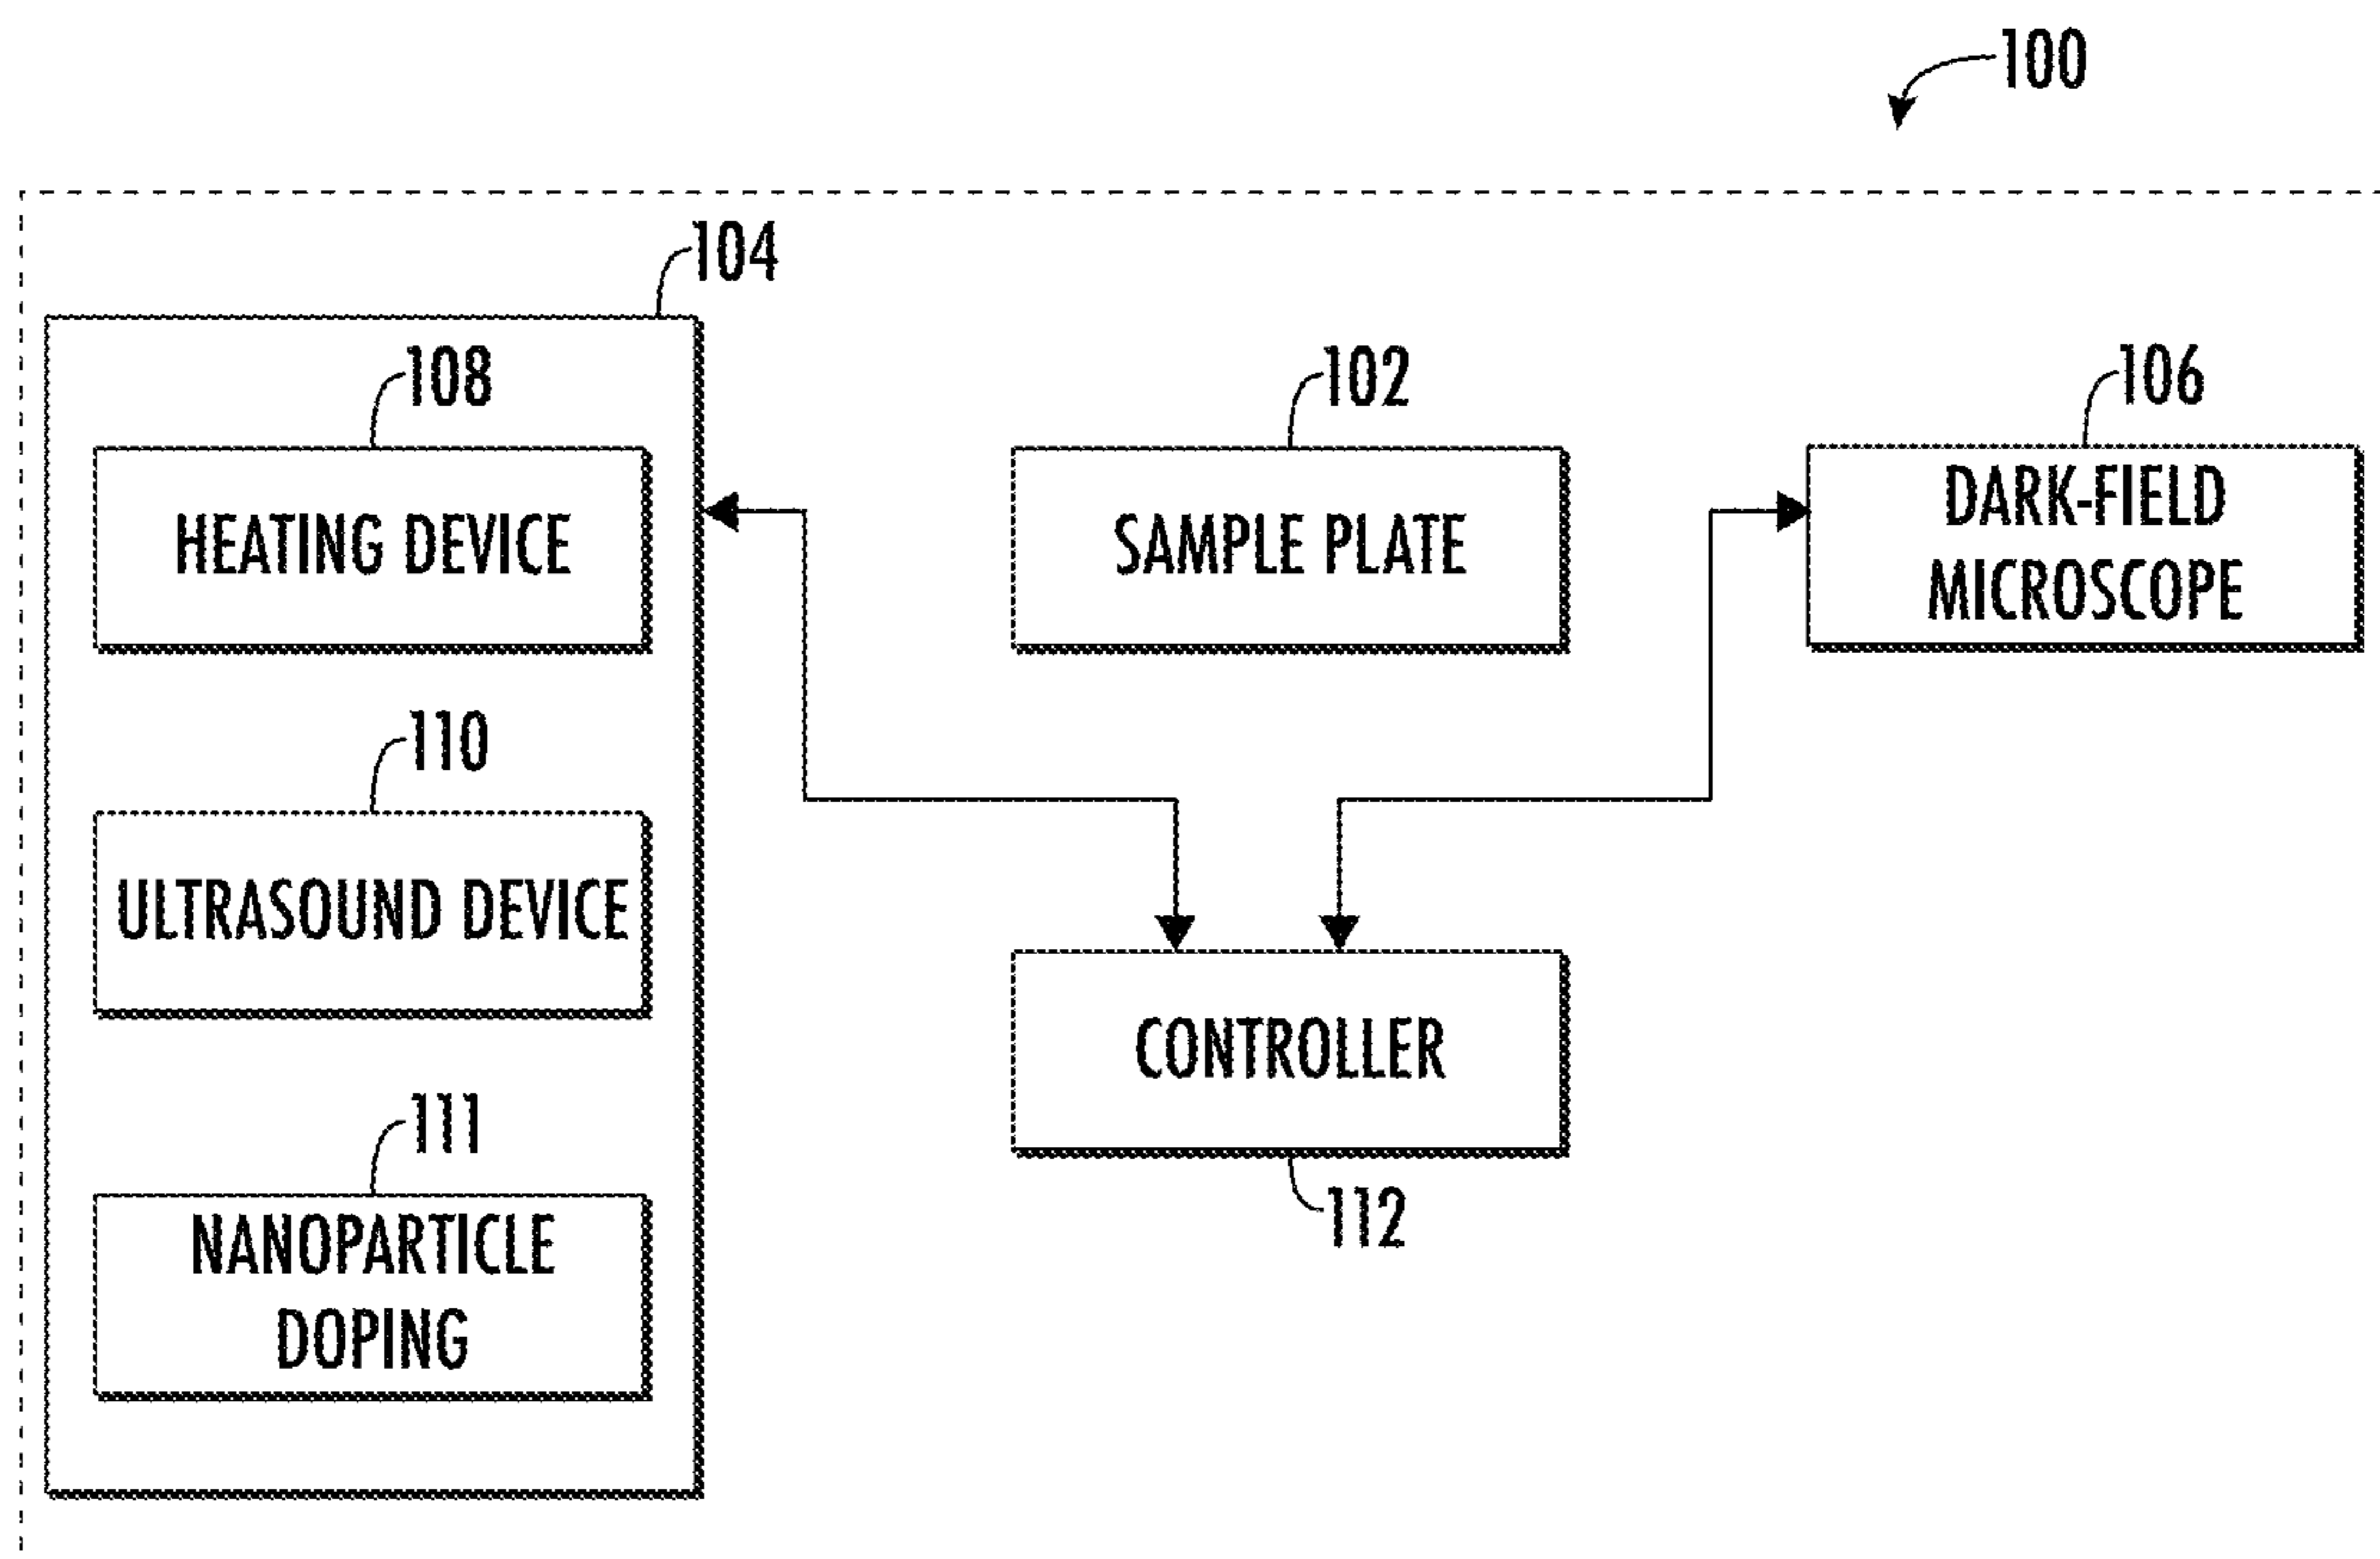 100
104
108
HEATING DEVICE
110
ULTRASOUND DEVICE
111
NANOPARTICLE
DOPING
102
SAMPLE PLATE
106
DARK-FIELD
MICROSCOPE
CONTROLLER
112